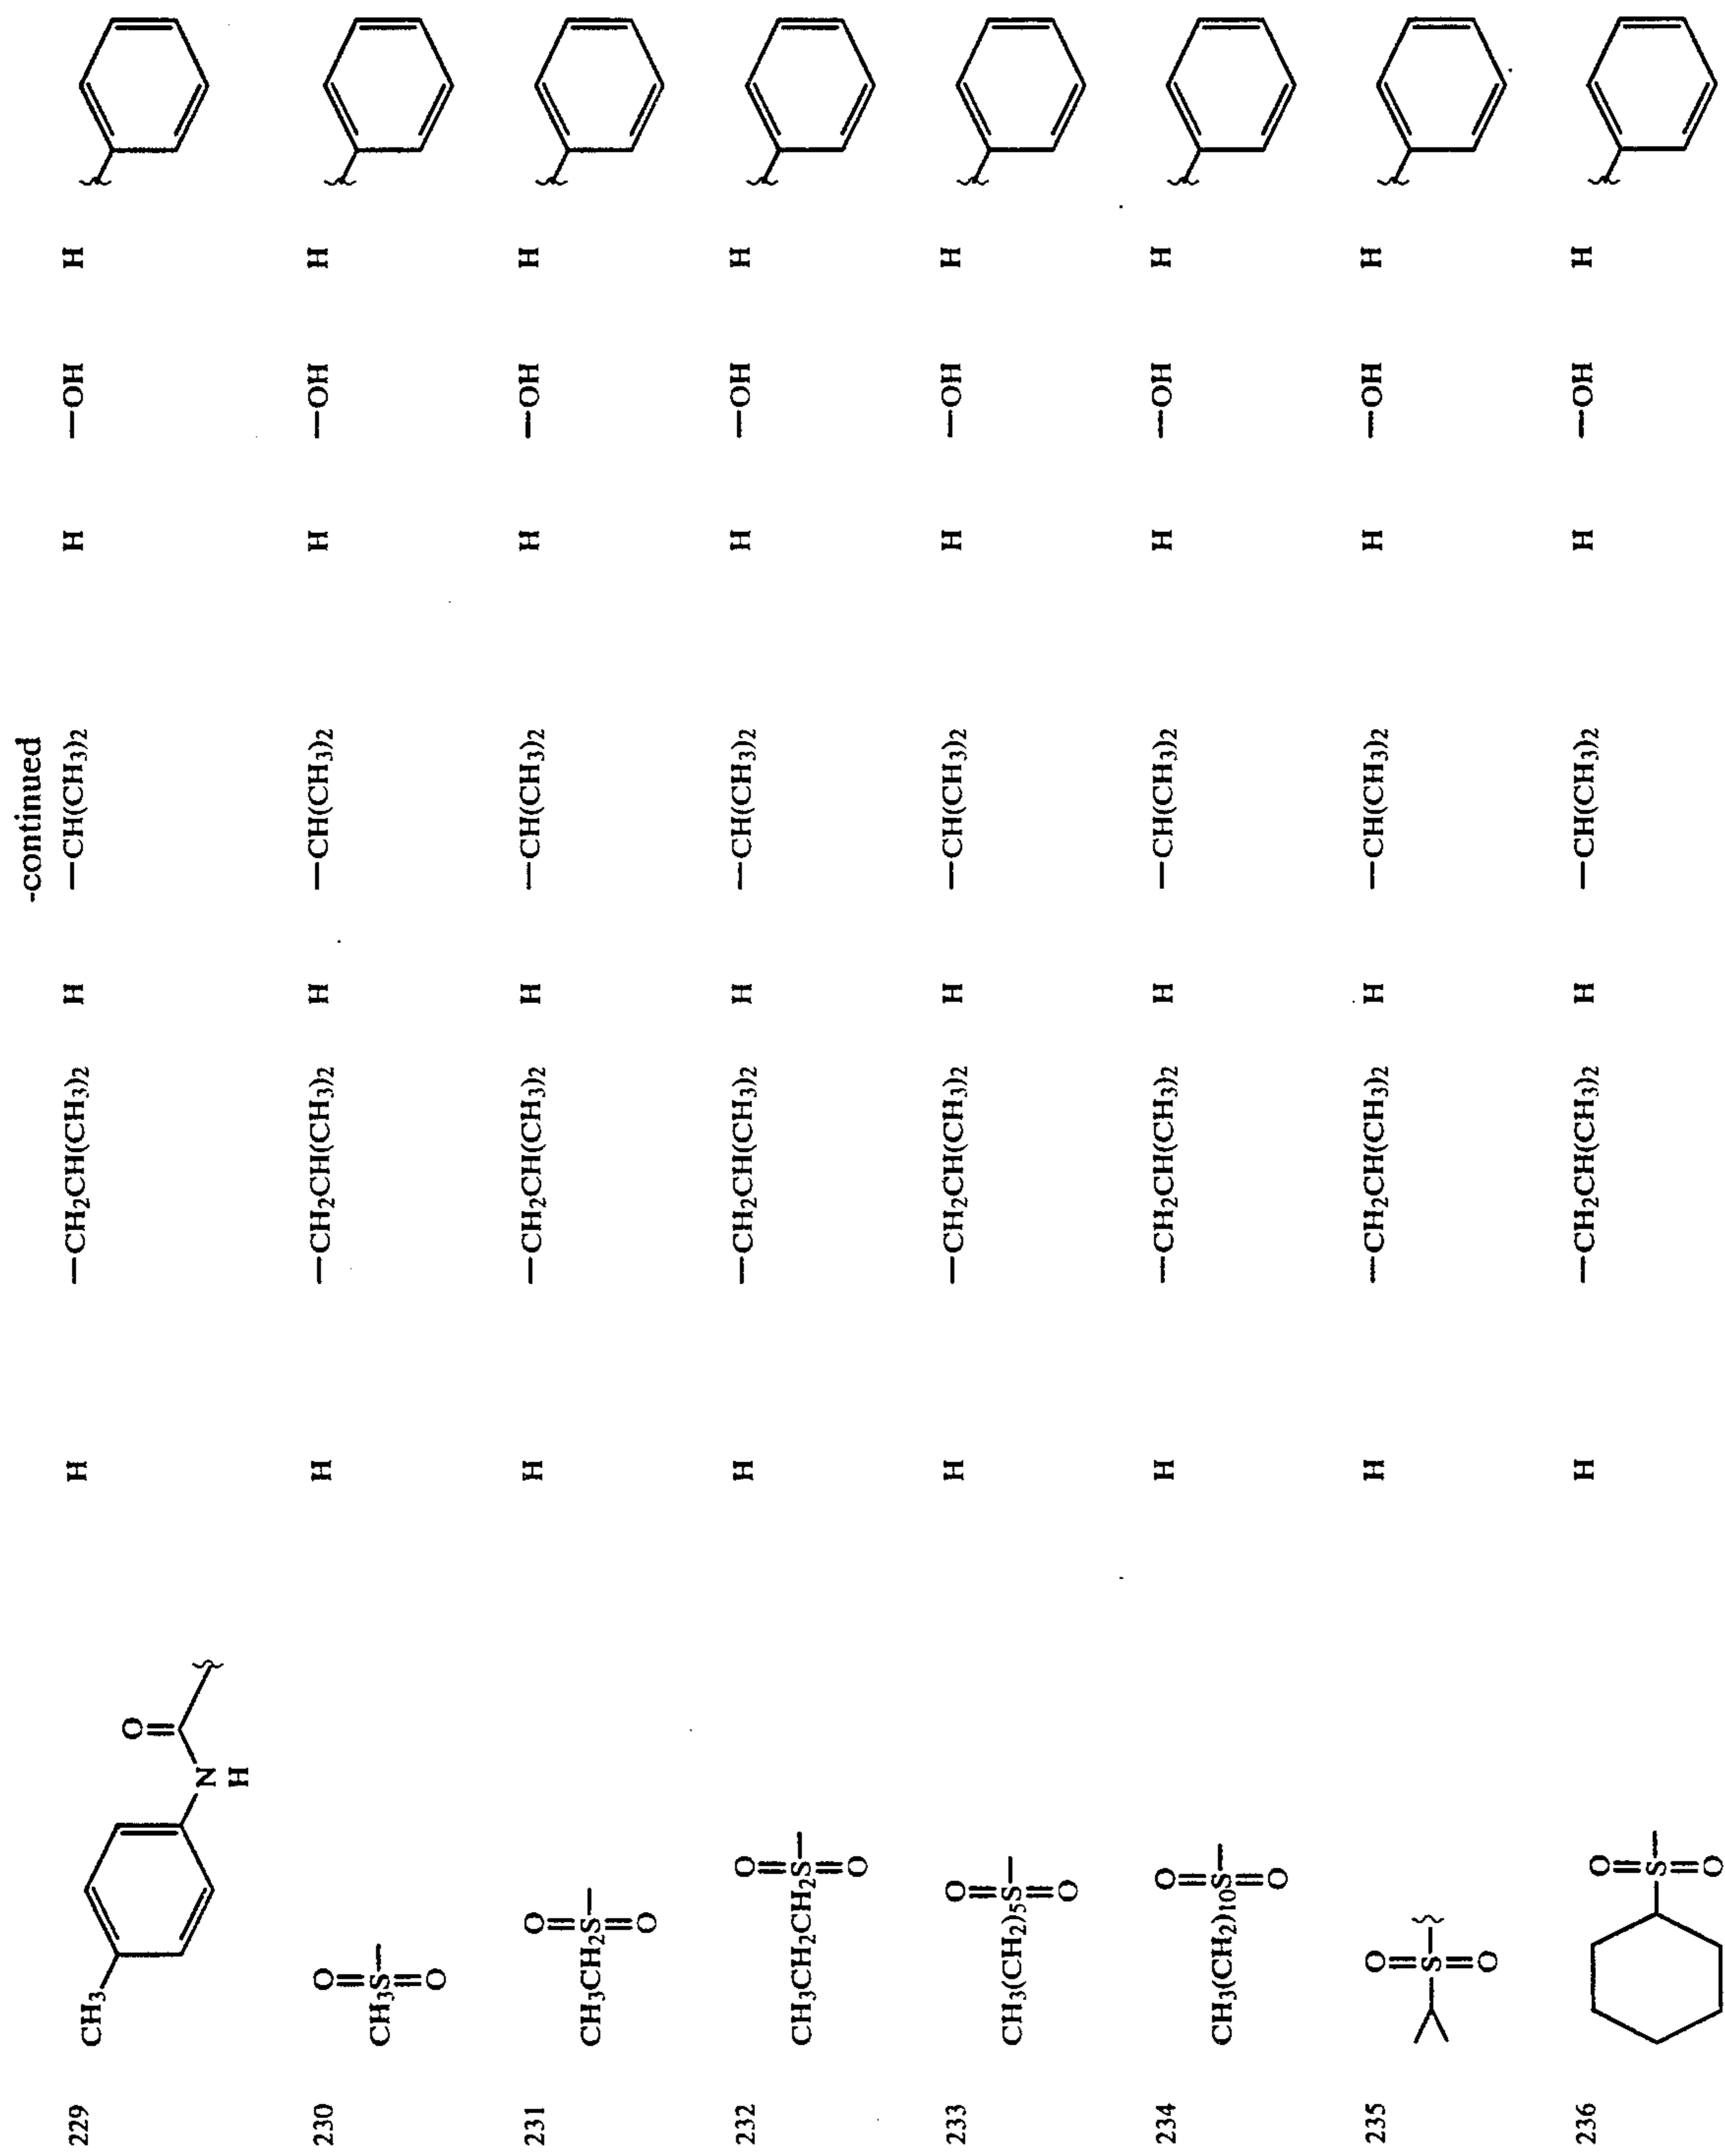 -continued
229 CH₃ N H O H —CH₂CH(CH₃)₂ H —CH(CH₃)₂ H —OH H
230 CH₃S— O O H —CH₂CH(CH₃)₂ H —CH(CH₃)₂ H —OH H
231 CH₃CH₂S— O O H —CH₂CH(CH₃)₂ H —CH(CH₃)₂ H —OH H
232 CH₃CH₂CH₂S— O O H —CH₂CH(CH₃)₂ H —CH(CH₃)₂ H —OH H
233 CH₃(CH₂)₅S— O O H —CH₂CH(CH₃)₂ H —CH(CH₃)₂ H —OH H
234 CH₃(CH₂)₁₀S— O O H —CH₂CH(CH₃)₂ H —CH(CH₃)₂ H —OH H
235 S O O H —CH₂CH(CH₃)₂ H —CH(CH₃)₂ H —OH H
236 S— O O H —CH₂CH(CH₃)₂ H —CH(CH₃)₂ H —OH H